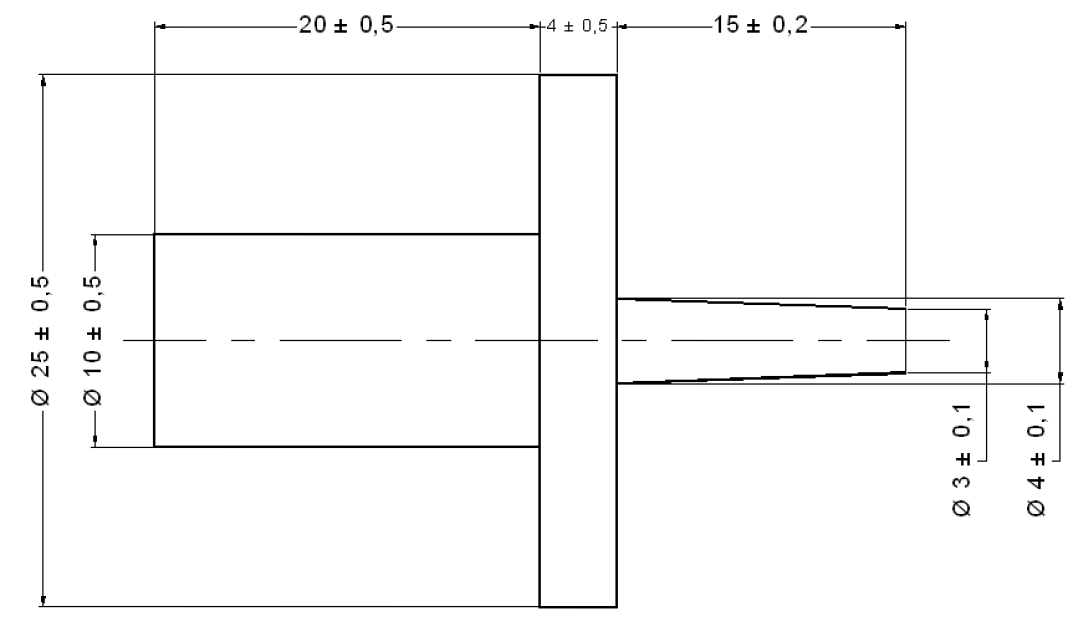 20 ± 0,5
4 ± 0,5
15 ± 0,2
Ø 25 ± 0,5
Ø 10 ± 0,5
Ø 3 ± 0,1
Ø 4 ± 0,1